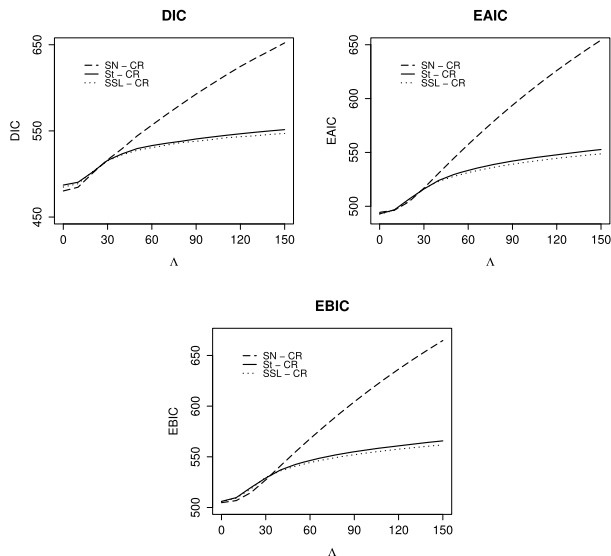 DIC
650
550
450
DIC
SN – CR
St – CR
SSL – CR
0 30 60 90 120 150
Λ
EAIC
650
600
550
500
EAIC
SN – CR
St – CR
SSL – CR
0 30 60 90 120 150
Λ
EBIC
650
600
550
500
EBIC
SN – CR
St – CR
SSL – CR
0 30 60 90 120 150
Λ